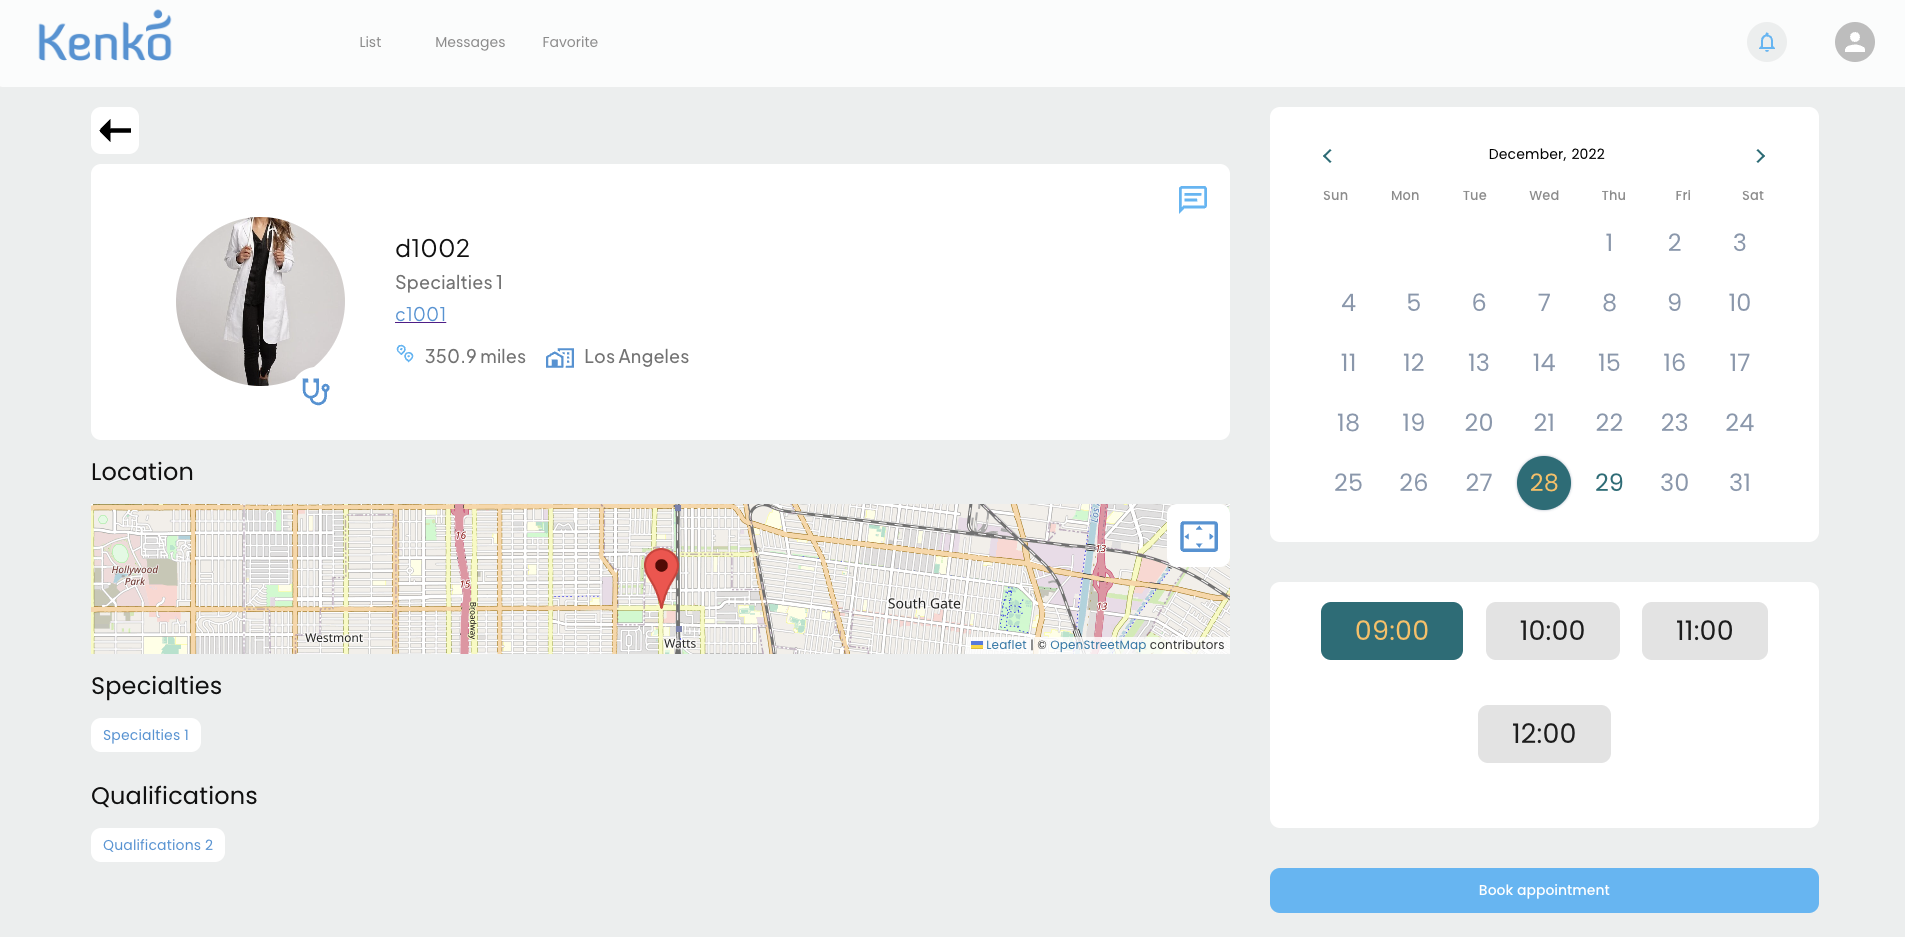 Kenko
List Messages Favorite
d1002
Specialties 1
c1001
350.9 miles Los Angeles
Location
Hollywood
Park
16
15
Broadway
Westmont
Watts
South Gate
13
13
Leaflet | © OpenStreetMap contributors
Specialties
Specialties 1
Qualifications
Qualifications 2
December, 2022
Sun Mon Tue Wed Thu Fri Sat
1 2 3
4 5 6 7 8 9 10
11 12 13 14 15 16 17
18 19 20 21 22 23 24
25 26 27 28 29 30 31
09:00 10:00 11:00
12:00
Book appointment